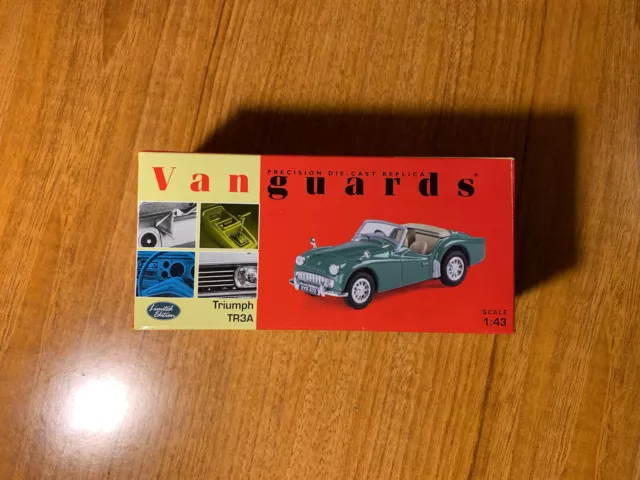 Vanguards®
PRECISION DIE-CAST REPLICA
Limited Edition
Triumph
TR3A
SCALE
1:43